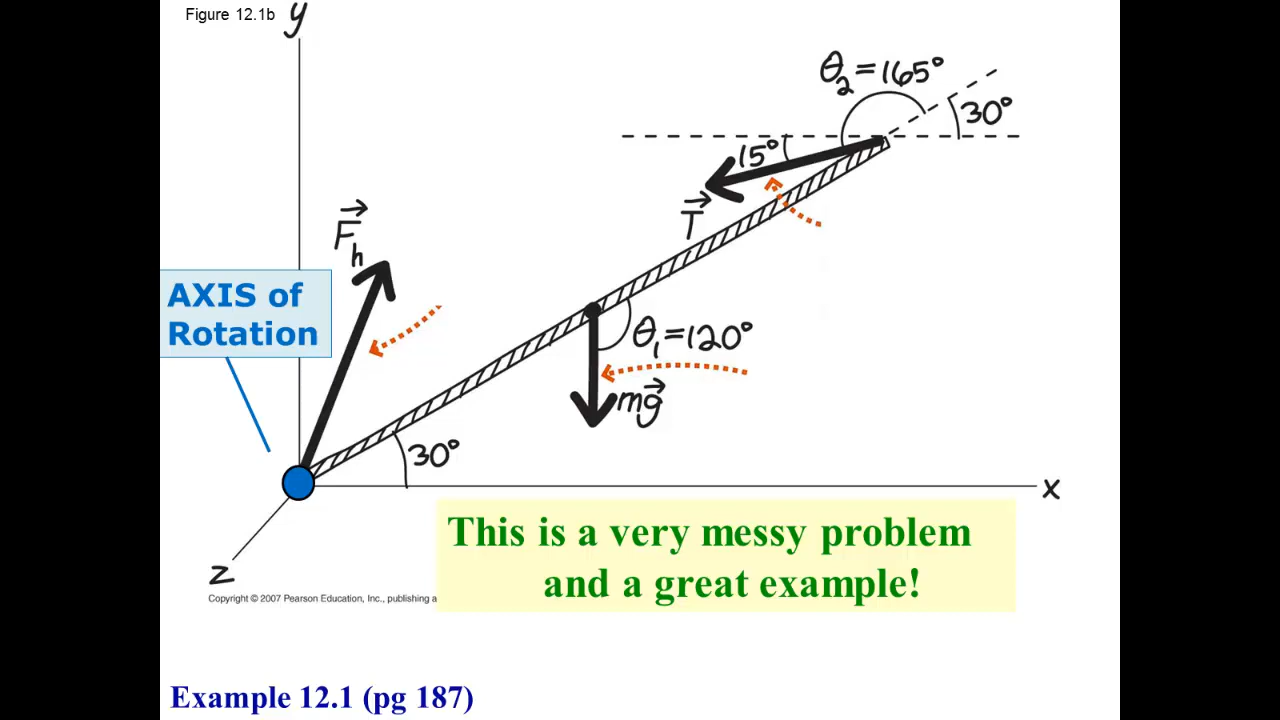 Figure 12.1b
y
θ₂=165°
30°
15°
T
F_h
AXIS of
Rotation
θ₁=120°
mg
30°
x
This is a very messy problem
and a great example!
z
Copyright © 2007 Pearson Education, Inc., publishing a
Example 12.1 (pg 187)